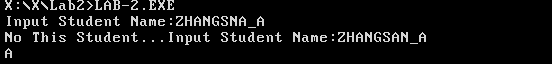 X:\X\Lab2>LAB-2.EXE
Input Student Name:ZHANGSNA_A
No This Student...Input Student Name:ZHANGSAN_A
A